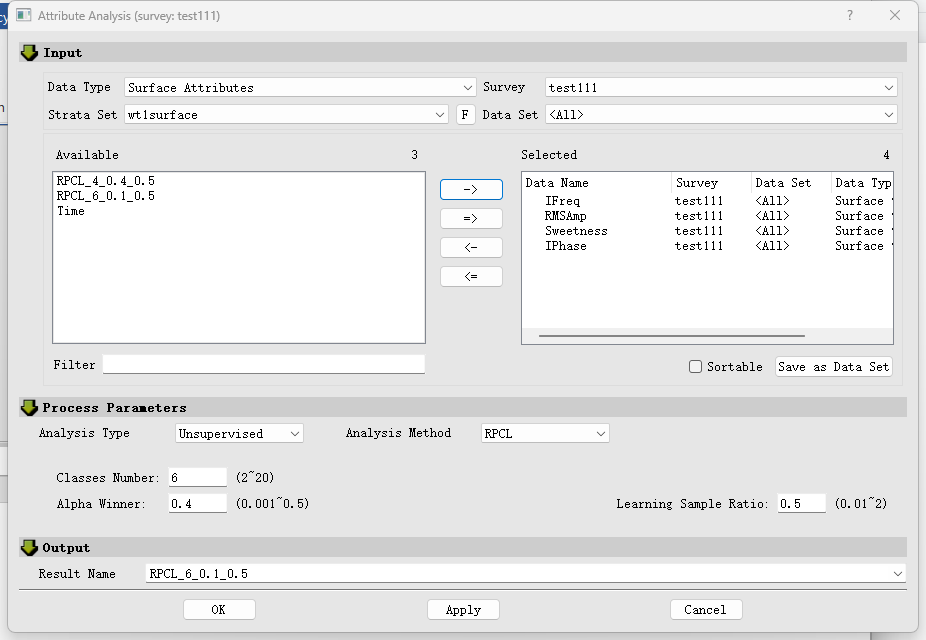 Attribute Analysis (survey: test111)
Input
Data Type Surface Attributes Survey test111
Strata Set wt1surface F Data Set <All>
Available 3 Selected 4
RPCL_4_0.4_0.5
RPCL_6_0.1_0.5
Time
->
=>
<-
<=
Data Name Survey Data Set Data Typ
IFreq test111 <All> Surface
RMSAmp test111 <All> Surface
Sweetness test111 <All> Surface
IPhase test111 <All> Surface
Filter
Sortable Save as Data Set
Process Parameters
Analysis Type Unsupervised Analysis Method RPCL
Classes Number: 6 (2~20)
Alpha Winner: 0.4 (0.001~0.5) Learning Sample Ratio: 0.5 (0.01~2)
Output
Result Name RPCL_6_0.1_0.5
OK Apply Cancel